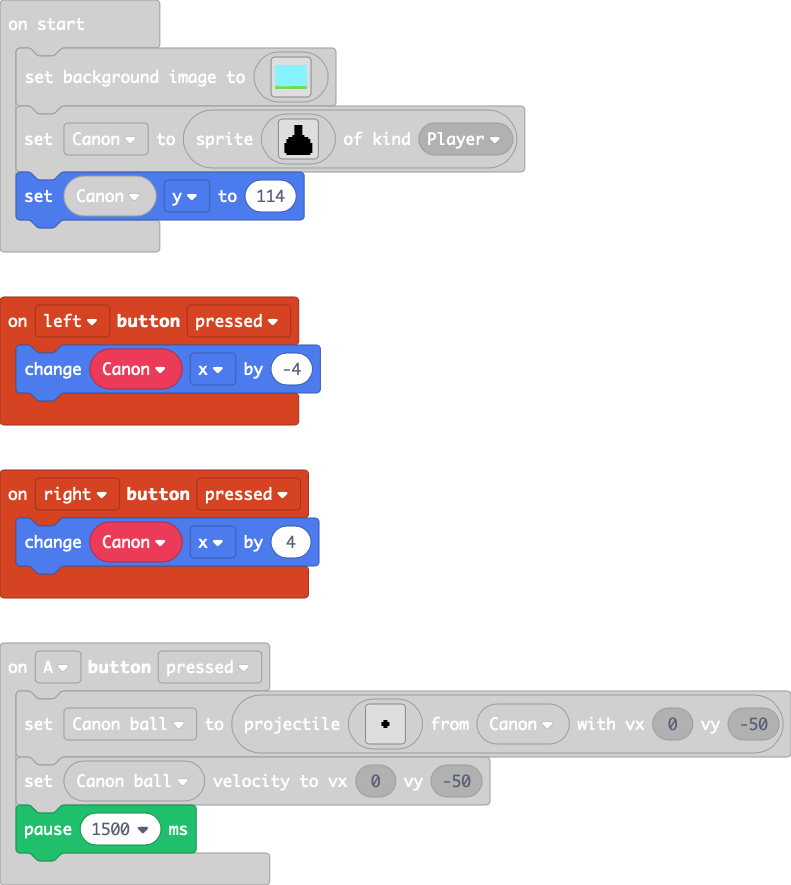 on start
set background image to
set Canon to sprite of kind Player
set Canon y to 114
on left button pressed
change Canon x by -4
on right button pressed
change Canon x by 4
on A button pressed
set Canon ball to projectile from Canon with vx 0 vy -50
set Canon ball velocity to vx 0 vy -50
pause 1500 ms